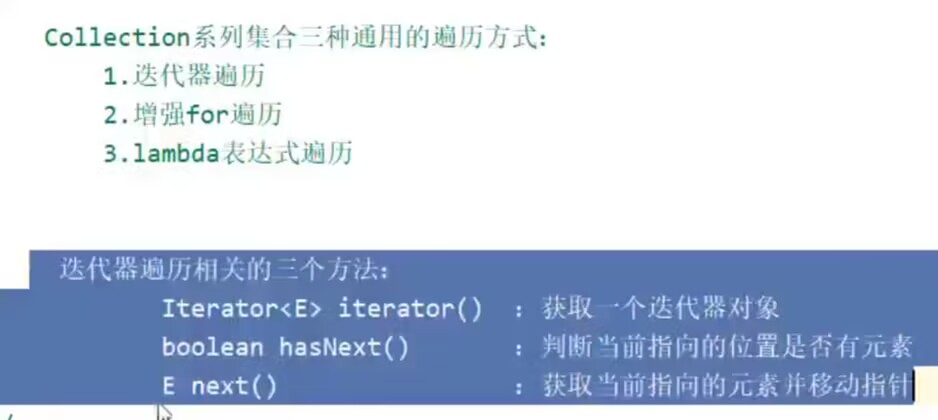 Collection系列集合三种通用的遍历方式：
1.迭代器遍历
2.增强for遍历
3.lambda表达式遍历
迭代器遍历相关的三个方法：
Iterator<E> iterator() ：获取一个迭代器对象
boolean hasNext() ：判断当前指向的位置是否有元素
E next() ：获取当前指向的元素并移动指针